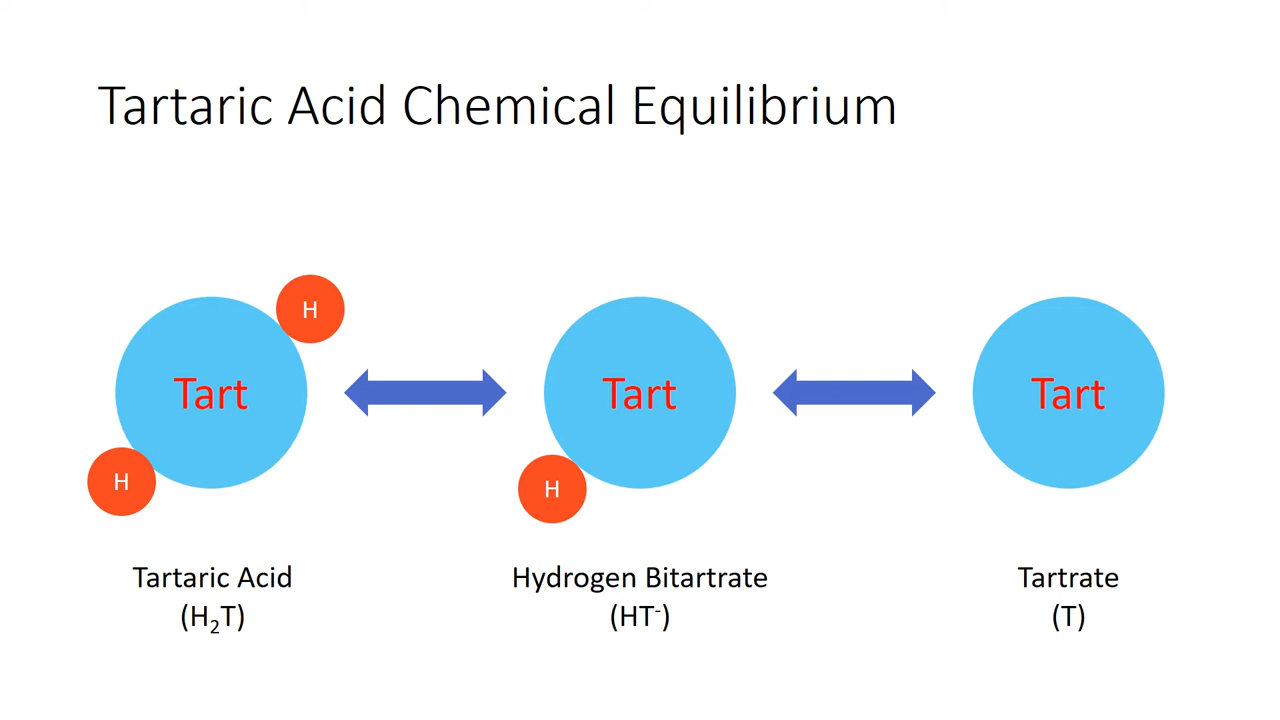 Tartaric Acid Chemical Equilibrium
H
Tart
H
Tart
H
Tart
Tartaric Acid
(H₂T)
Hydrogen Bitartrate
(HT⁻)
Tartrate
(T)